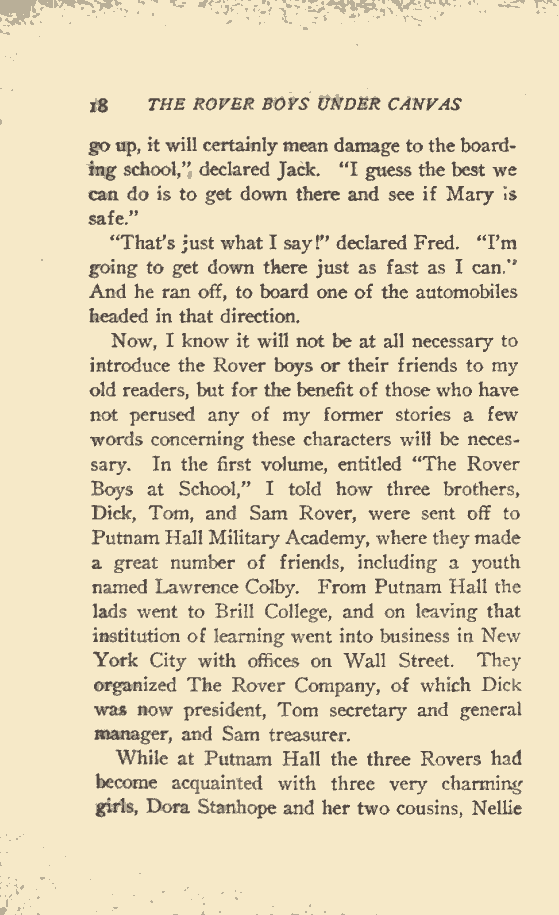 18 THE ROVER BOYS UNDER CANVAS
go up, it will certainly mean damage to the board-
ing school," declared Jack. "I guess the best we
can do is to get down there and see if Mary is
safe."
"That's just what I say!" declared Fred. "I'm
going to get down there just as fast as I can."
And he ran off, to board one of the automobiles
headed in that direction.
Now, I know it will not be at all necessary to
introduce the Rover boys or their friends to my
old readers, but for the benefit of those who have
not perused any of my former stories a few
words concerning these characters will be neces-
sary. In the first volume, entitled "The Rover
Boys at School," I told how three brothers,
Dick, Tom, and Sam Rover, were sent off to
Putnam Hall Military Academy, where they made
a great number of friends, including a youth
named Lawrence Colby. From Putnam Hall the
lads went to Brill College, and on leaving that
institution of learning went into business in New
York City with offices on Wall Street. They
organized The Rover Company, of which Dick
was now president, Tom secretary and general
manager, and Sam treasurer.
While at Putnam Hall the three Rovers had
become acquainted with three very charming
girls, Dora Stanhope and her two cousins, Nellie